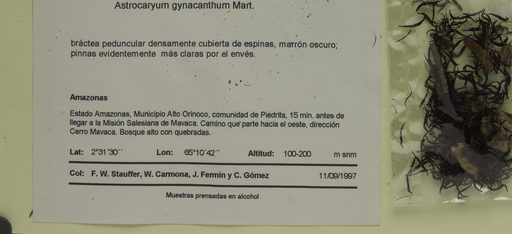 Astrocaryum gynacanthum Mart.
bráctea peduncular densamente cubierta de espinas, marrón oscuro;
pinnas evidentemente más claras por el envés.
Amazonas
Estado Amazonas, Municipio Alto Orinoco, comunidad de Piedrita, 15 min. antes de
llegar a la Misión Salesiana de Mavaca. Camino que parte hacia el oeste, dirección
Cerro Mavaca. Bosque alto con quebradas.
Lat: 2°31'30'' Lon: 65°10'42'' Altitud: 100-200 m snm
Col: F. W. Stauffer, W. Carmona, J. Fermin y C. Gómez 11/09/1997
Muestras prensadas en alcohol